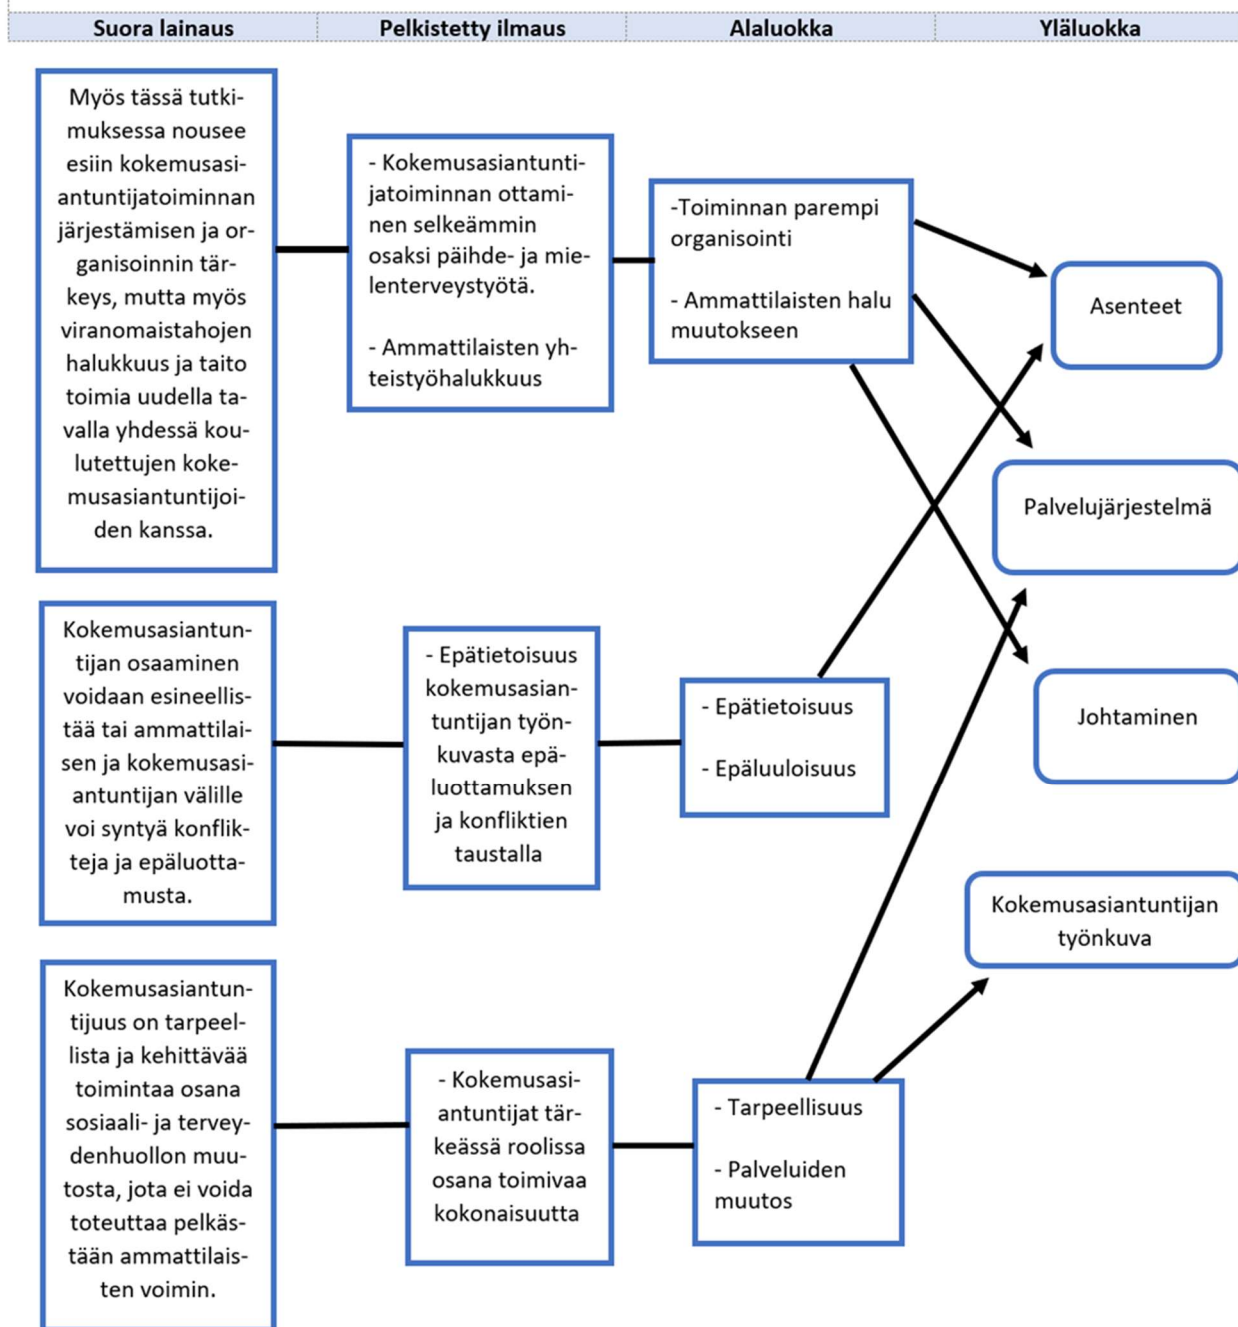 Suora lainaus
Pelkistetty ilmaus
Alaluokka
Yläluokka
Myös tässä tutki-
muksessa nousee
esiin kokemusasi-
antuntijatoiminnan
järjestämisen ja or-
ganisoinnin tär-
keys, mutta myös
viranomaistahojen
halukkuus ja taito
toimia uudella ta-
valla yhdessä kou-
lutettujen koke-
musasiantuntijoi-
den kanssa.
- Kokemusasiantunti-
jatoiminnan ottami-
nen selkeämmin
osaksi päihde- ja mie-
lenterveystyötä.
- Ammattilaisten yh-
teistyöhalukkuus
-Toiminnan parempi
organisointi
- Ammattilaisten halu
muutokseen
Asenteet
Palvelujärjestelmä
Kokemusasiantun-
tijan osaaminen
voidaan esineellis-
tää tai ammattilai-
sen ja kokemusasi-
antuntijan välille
voi syntyä konflik-
teja ja epäluotta-
musta.
- Epätietoisuus
kokemusasian-
tuntijan työn-
kuvasta epä-
luottamuksen
ja konfliktien
taustalla
- Epätietoisuus
- Epäluuloisuus
Johtaminen
Kokemusasiantuntijan
työnkuva
Kokemusasiantun-
tijuus on tarpeel-
lista ja kehittävää
toimintaa osana
sosiaali- ja tervey-
denhuollon muu-
tosta, jota ei voida
toteuttaa pelkäs-
tään ammattilais-
ten voimin.
- Kokemusasi-
antuntijat tär-
keässä roolissa
osana toimivaa
kokonaisuutta
- Tarpeellisuus
- Palveluiden
muutos